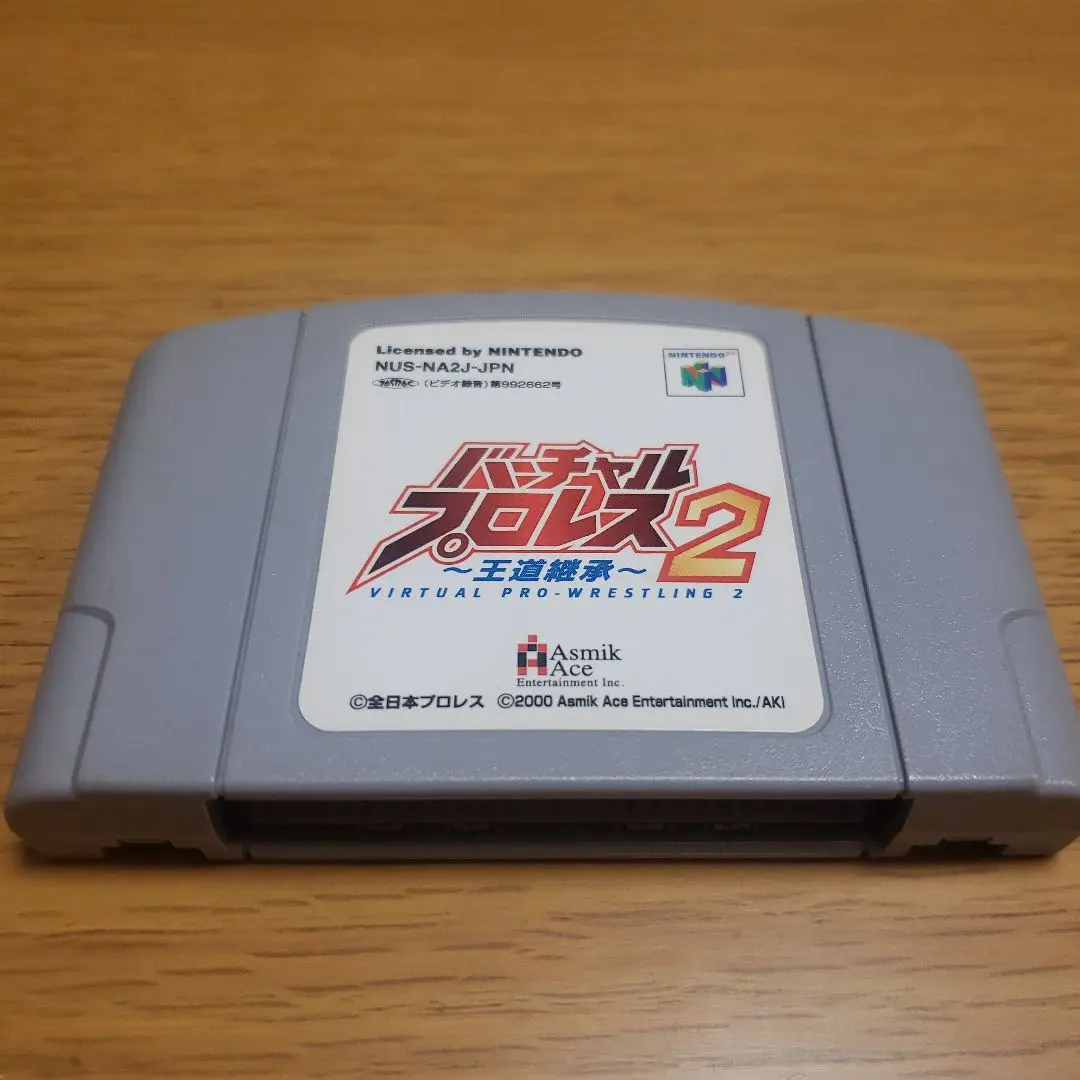 Licensed by NINTENDO
NUS-NA2J-JPN
JASRAC (ビデオ録音)第992662号
NINTENDO64
バーチャル
プロレス2
〜王道継承〜
VIRTUAL PRO-WRESTLING 2
Asmik
Ace
Entertainment Inc.
©全日本プロレス ©2000 Asmik Ace Entertainment Inc./AKI